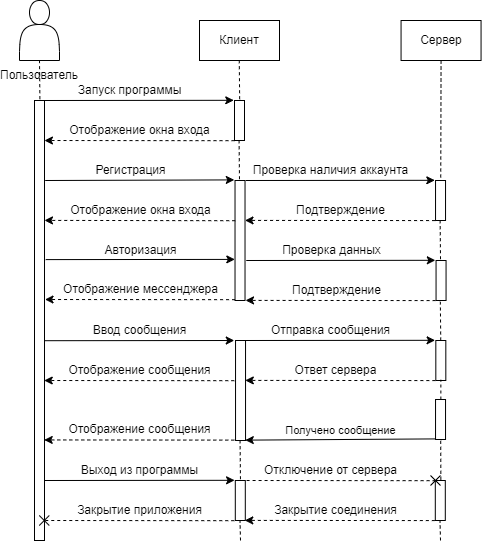 Клиент
Сервер
Пользователь
Запуск программы
Отображение окна входа
Регистрация
Проверка наличия аккаунта
Отображение окна входа
Подтверждение
Авторизация
Проверка данных
Отображение мессенджера
Подтверждение
Ввод сообщения
Отправка сообщения
Отображение сообщения
Ответ сервера
Отображение сообщения
Получено сообщение
Выход из программы
Отключение от сервера
Закрытие приложения
Закрытие соединения